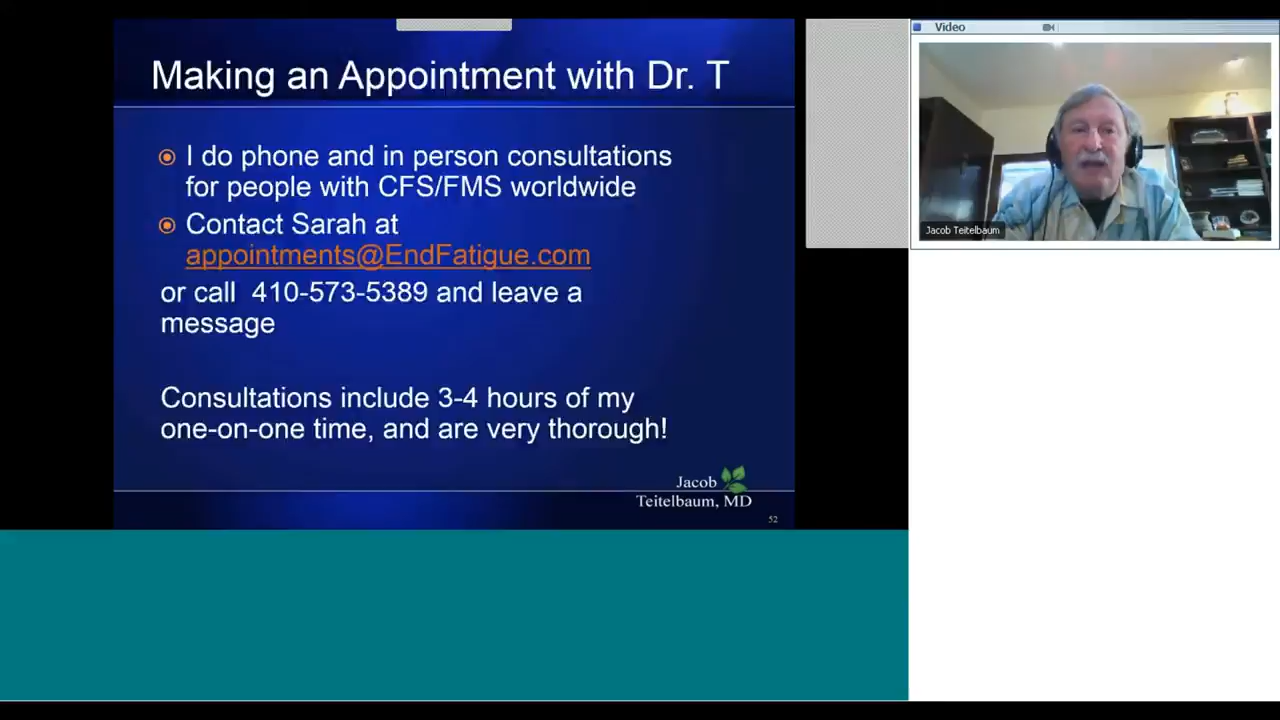 Making an Appointment with Dr. T
I do phone and in person consultations
for people with CFS/FMS worldwide
Contact Sarah at
appointments@EndFatigue.com
or call 410-573-5389 and leave a
message
Consultations include 3-4 hours of my
one-on-one time, and are very thorough!
Jacob
Teitelbaum, MD
52
Video
Jacob Teitelbaum